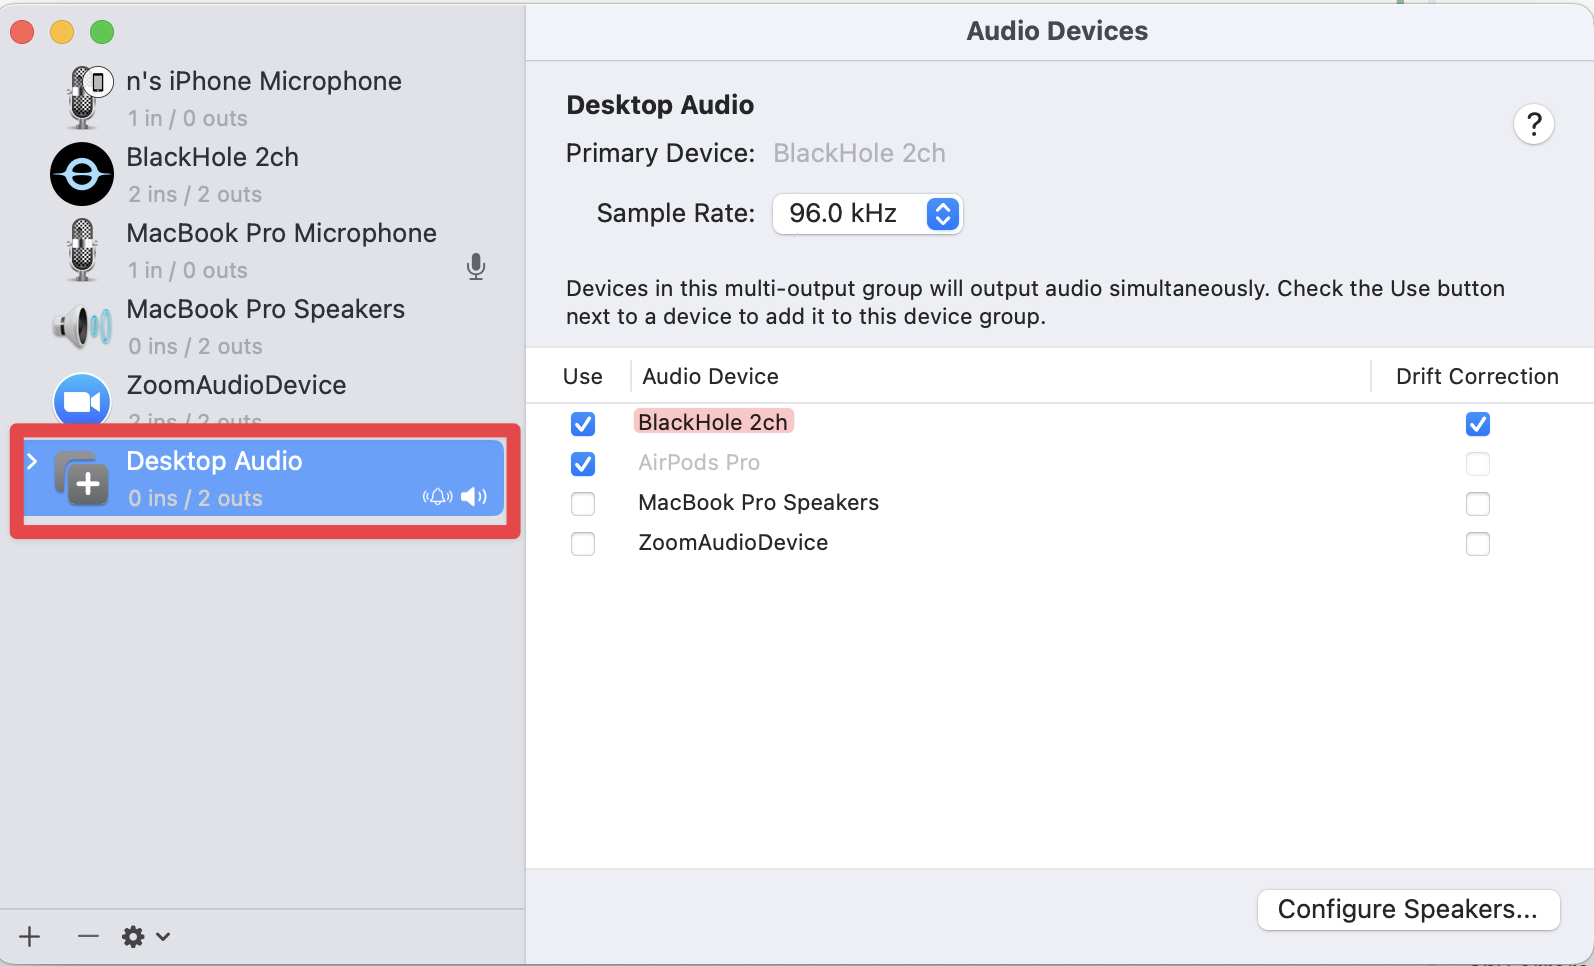 Audio Devices
n's iPhone Microphone
1 in / 0 outs
BlackHole 2ch
2 ins / 2 outs
MacBook Pro Microphone
1 in / 0 outs
MacBook Pro Speakers
0 ins / 2 outs
ZoomAudioDevice
2 ins / 2 outs
Desktop Audio
0 ins / 2 outs
Desktop Audio
?
Primary Device: BlackHole 2ch
Sample Rate: 96.0 kHz
Devices in this multi-output group will output audio simultaneously. Check the Use button
next to a device to add it to this device group.
Use Audio Device Drift Correction
BlackHole 2ch
AirPods Pro
MacBook Pro Speakers
ZoomAudioDevice
Configure Speakers...